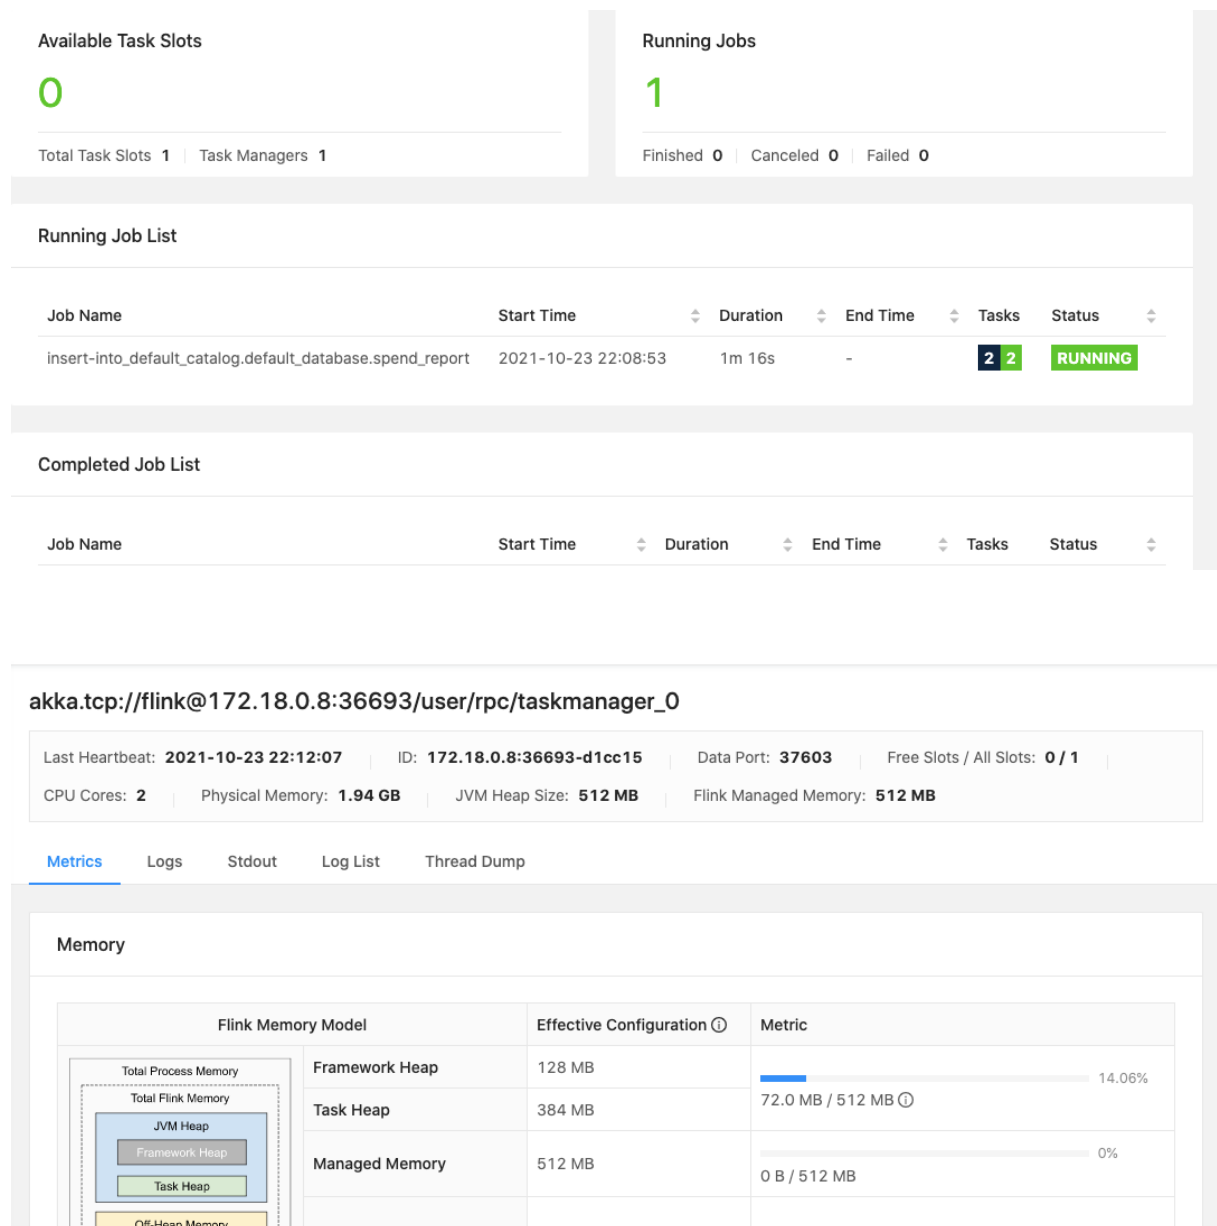 Available Task Slots
0
Total Task Slots 1 Task Managers 1
Running Jobs
1
Finished 0 Canceled 0 Failed 0
Running Job List
Job Name Start Time Duration End Time Tasks Status
insert-into_default_catalog.default_database.spend_report 2021-10-23 22:08:53 1m 16s - 2 2 RUNNING
Completed Job List
Job Name Start Time Duration End Time Tasks Status
akka.tcp://flink@172.18.0.8:36693/user/rpc/taskmanager_0
Last Heartbeat: 2021-10-23 22:12:07 ID: 172.18.0.8:36693-d1cc15 Data Port: 37603 Free Slots / All Slots: 0 / 1
CPU Cores: 2 Physical Memory: 1.94 GB JVM Heap Size: 512 MB Flink Managed Memory: 512 MB
Metrics Logs Stdout Log List Thread Dump
Memory
Flink Memory Model Effective Configuration Metric
Total Process Memory
Total Flink Memory
JVM Heap
Framework Heap
Task Heap
Off-Heap Memory
Framework Heap 128 MB
Task Heap 384 MB
14.06%
72.0 MB / 512 MB
Managed Memory 512 MB
0%
0 B / 512 MB